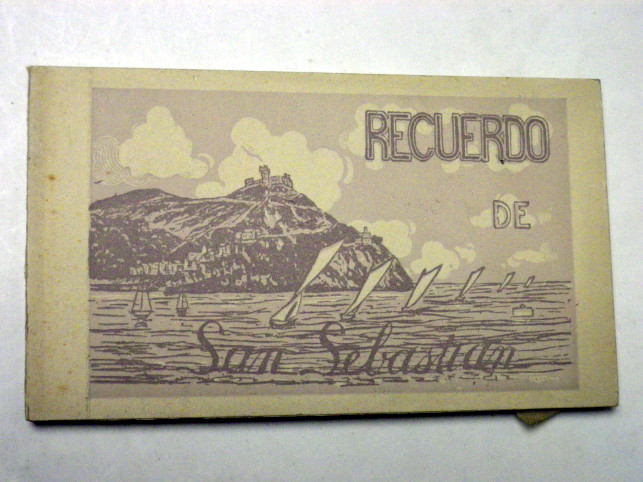 RECUERDO
DE
San Sebastian